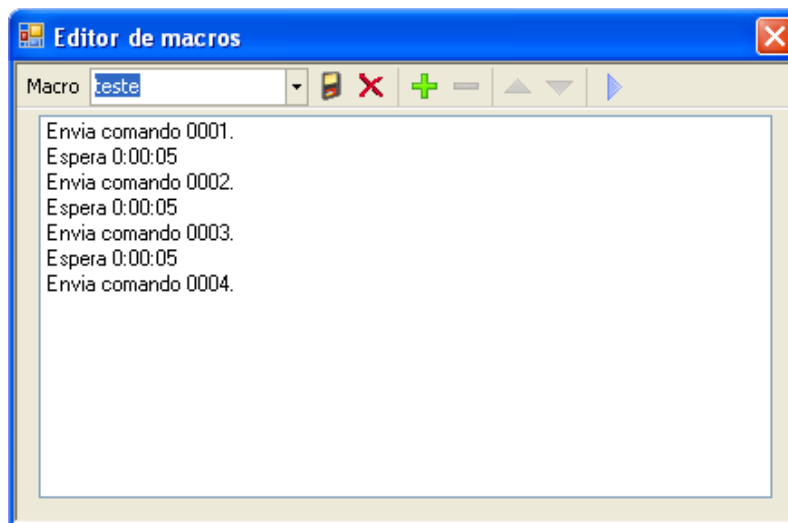 Editor de macros
Macro teste
Envia comando 0001.
Espera 0:00:05
Envia comando 0002.
Espera 0:00:05
Envia comando 0003.
Espera 0:00:05
Envia comando 0004.